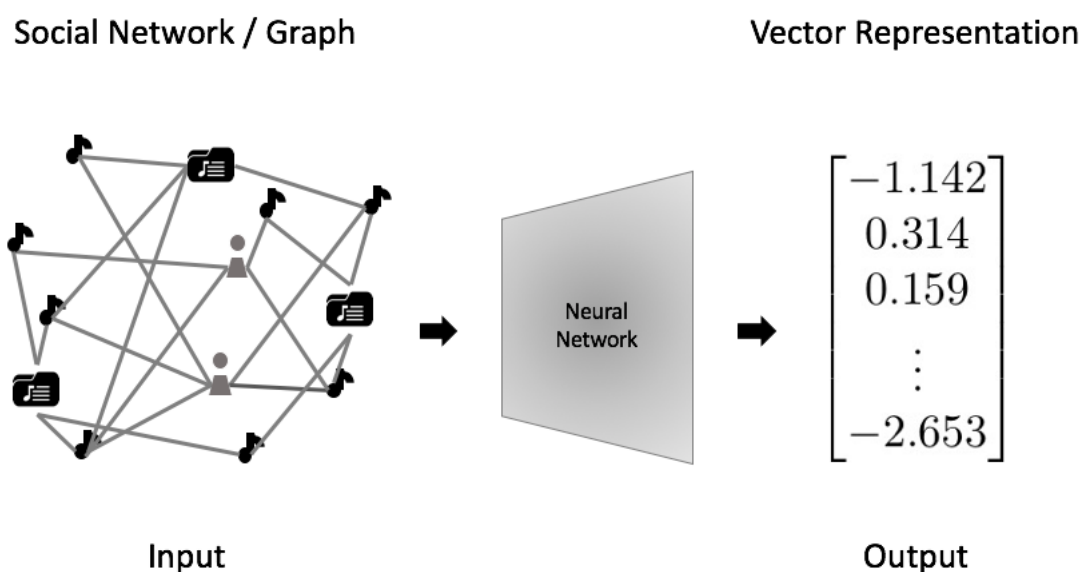 Social Network / Graph
Vector Representation
−1.142
0.314
0.159
⋮
−2.653
Neural
Network
Input
Output